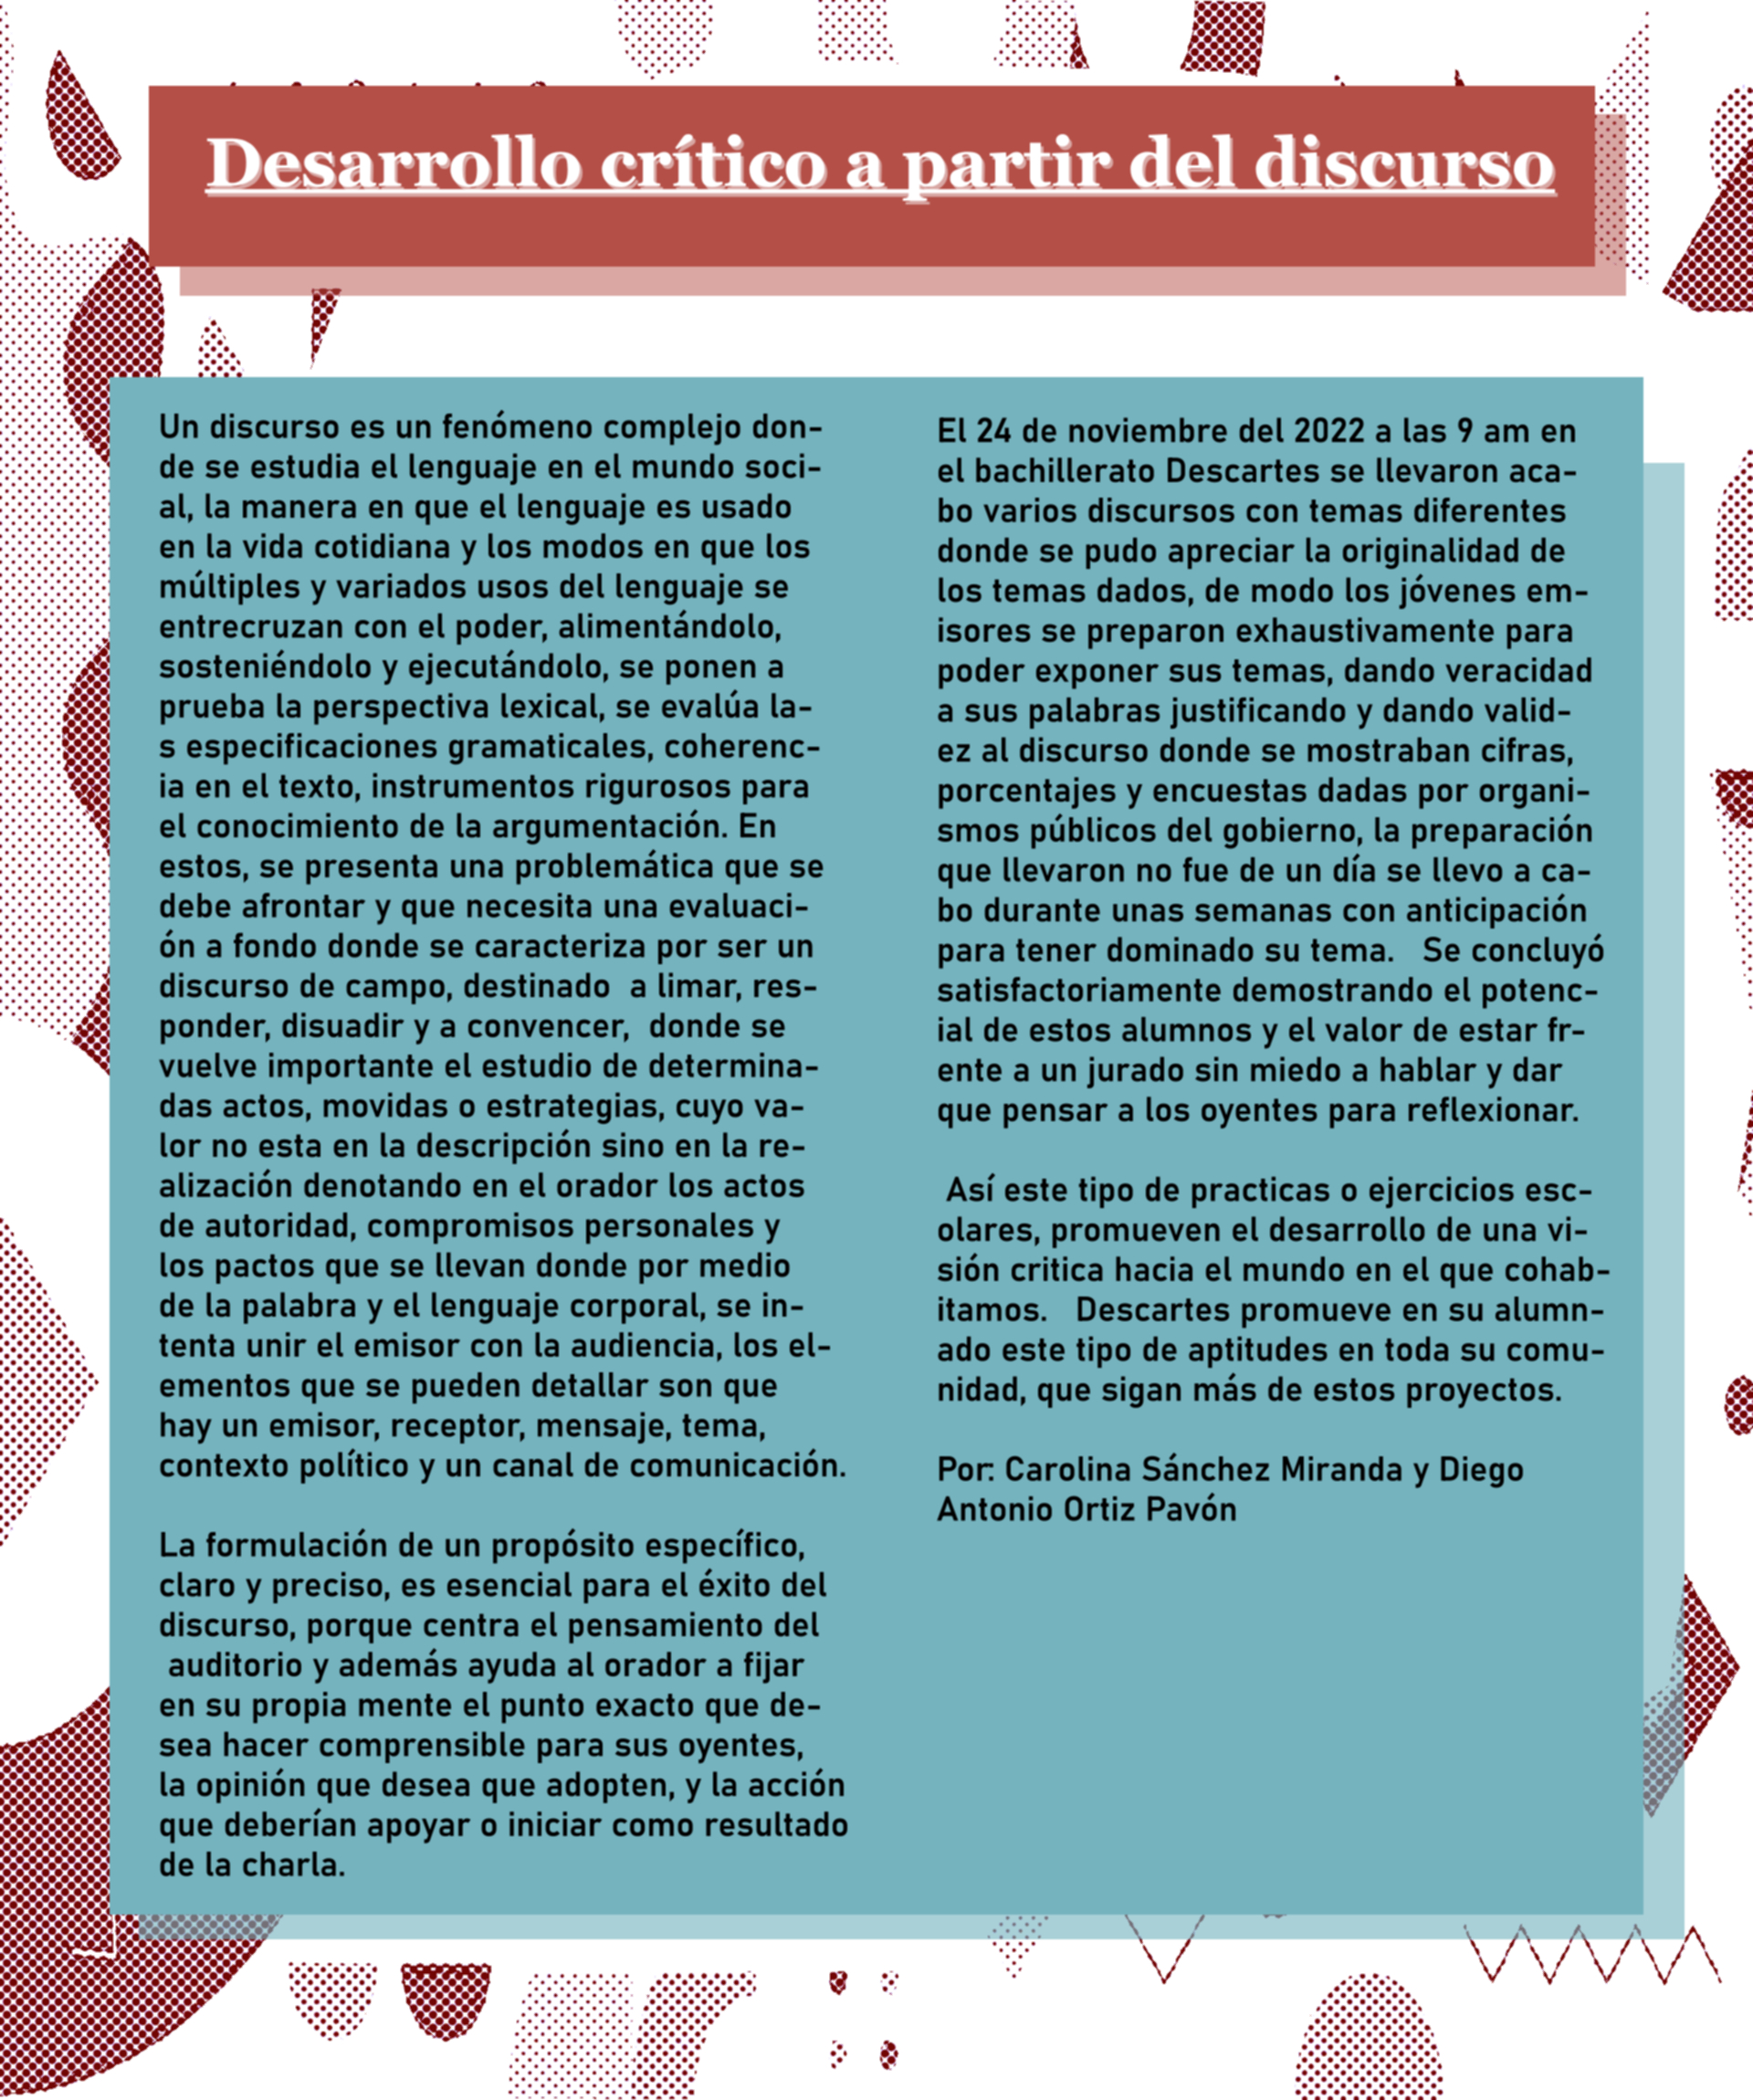 Desarrollo crítico a partir del discurso
Un discurso es un fenómeno complejo don-
de se estudia el lenguaje en el mundo soci-
al, la manera en que el lenguaje es usado
en la vida cotidiana y los modos en que los
múltiples y variados usos del lenguaje se
entrecruzan con el poder, alimentándolo,
sosteniéndolo y ejecutándolo, se ponen a
prueba la perspectiva lexical, se evalúa la-
s especificaciones gramaticales, coherenc-
ia en el texto, instrumentos rigurosos para
el conocimiento de la argumentación. En
estos, se presenta una problemática que se
debe afrontar y que necesita una evaluaci-
ón a fondo donde se caracteriza por ser un
discurso de campo, destinado  a limar, res-
ponder, disuadir y a convencer,  donde se
vuelve importante el estudio de determina-
das actos, movidas o estrategias, cuyo va-
lor no esta en la descripción sino en la re-
alización denotando en el orador los actos
de autoridad, compromisos personales y
los pactos que se llevan donde por medio
de la palabra y el lenguaje corporal, se in-
tenta unir el emisor con la audiencia, los el-
ementos que se pueden detallar son que
hay un emisor, receptor, mensaje, tema,
contexto político y un canal de comunicación.
La formulación de un propósito específico,
claro y preciso, es esencial para el éxito del
discurso, porque centra el pensamiento del
auditorio y además ayuda al orador a fijar
en su propia mente el punto exacto que de-
sea hacer comprensible para sus oyentes,
la opinión que desea que adopten, y la acción
que deberían apoyar o iniciar como resultado
de la charla.
El 24 de noviembre del 2022 a las 9 am en
el bachillerato Descartes se llevaron aca-
bo varios discursos con temas diferentes
donde se pudo apreciar la originalidad de
los temas dados, de modo los jóvenes em-
isores se preparon exhaustivamente para
poder exponer sus temas, dando veracidad
a sus palabras justificando y dando valid-
ez al discurso donde se mostraban cifras,
porcentajes y encuestas dadas por organi-
smos públicos del gobierno, la preparación
que llevaron no fue de un día se llevo a ca-
bo durante unas semanas con anticipación
para tener dominado su tema.   Se concluyó
satisfactoriamente demostrando el potenc-
ial de estos alumnos y el valor de estar fr-
ente a un jurado sin miedo a hablar y dar
que pensar a los oyentes para reflexionar.
Así este tipo de practicas o ejercicios esc-
olares, promueven el desarrollo de una vi-
sión critica hacia el mundo en el que cohab-
itamos.   Descartes promueve en su alumn-
ado este tipo de aptitudes en toda su comu-
nidad, que sigan más de estos proyectos.
Por: Carolina Sánchez Miranda y Diego
Antonio Ortiz Pavón